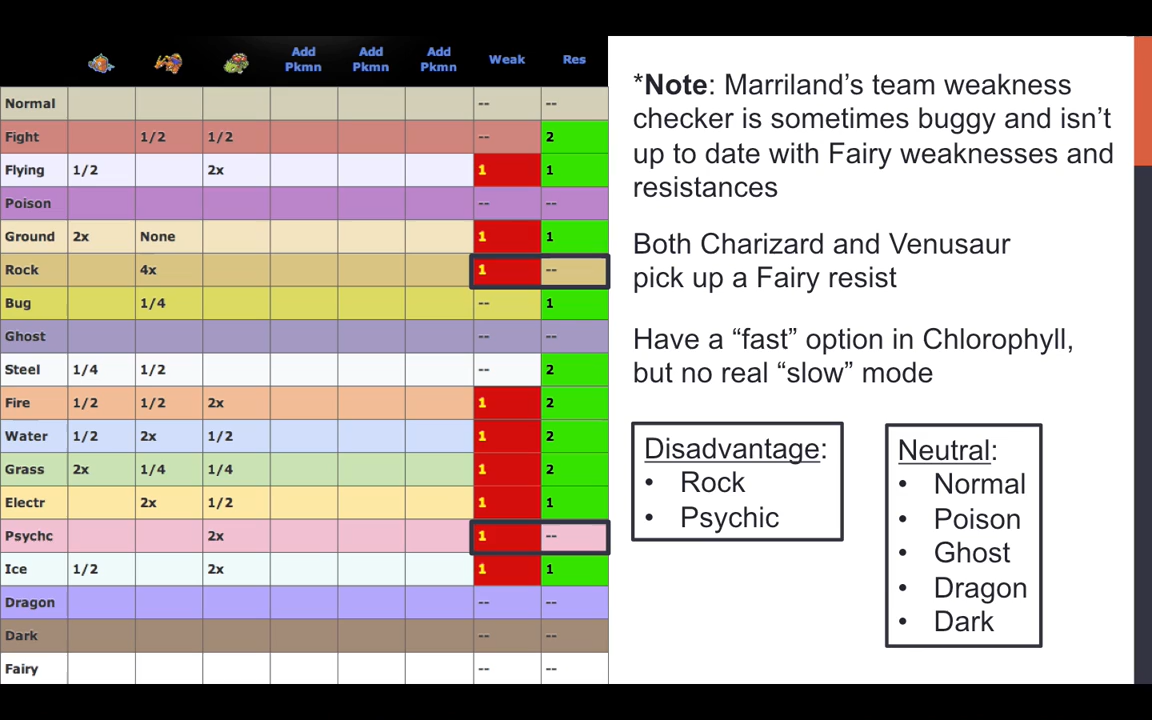 Add Pkmn Add Pkmn Add Pkmn Weak Res
Normal -- --
Fight 1/2 1/2 -- 2
Flying 1/2 2x 1 1
Poison -- --
Ground 2x None 1 1
Rock 4x 1 --
Bug 1/4 -- 1
Ghost -- --
Steel 1/4 1/2 -- 2
Fire 1/2 1/2 2x 1 2
Water 1/2 2x 1/2 1 2
Grass 2x 1/4 1/4 1 2
Electr 2x 1/2 1 1
Psychc 2x 1 --
Ice 1/2 2x 1 1
Dragon -- --
Dark -- --
Fairy -- --
*Note: Marriland’s team weakness
checker is sometimes buggy and isn’t
up to date with Fairy weaknesses and
resistances
Both Charizard and Venusaur
pick up a Fairy resist
Have a “fast” option in Chlorophyll,
but no real “slow” mode
Disadvantage:
• Rock
• Psychic
Neutral:
• Normal
• Poison
• Ghost
• Dragon
• Dark